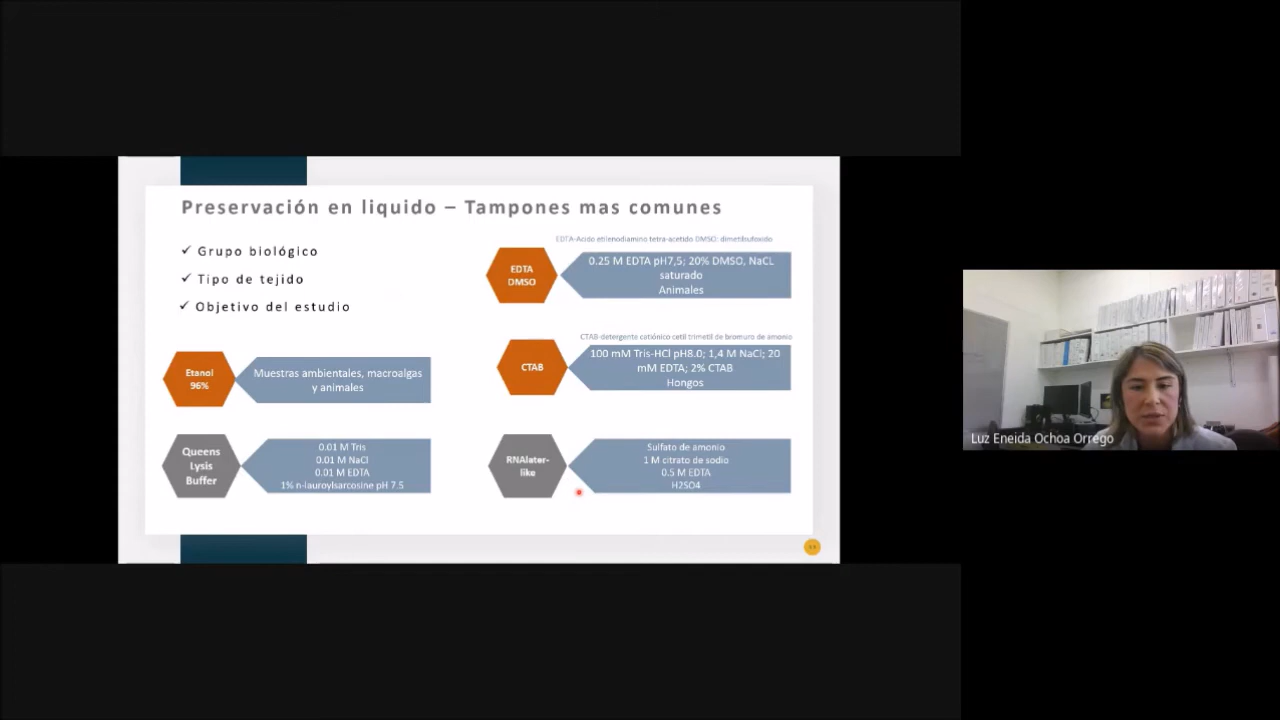 Preservación en liquido – Tampones mas comunes
✓ Grupo biológico
✓ Tipo de tejido
✓ Objetivo del estudio
EDTA-Acido etilenodiamino tetra-acetido DMSO: dimetilsufoxido
EDTA
DMSO
0.25 M EDTA pH7,5; 20% DMSO, NaCL
saturado
Animales
CTAB-detergente catiónico cetil trimetil de bromuro de amonio
CTAB
100 mM Tris-HCl pH8.0; 1,4 M NaCl; 20
mM EDTA; 2% CTAB
Hongos
Etanol
96%
Muestras ambientales, macroalgas
y animales
Queens
Lysis
Buffer
0.01 M Tris
0.01 M NaCl
0.01 M EDTA
1% n-lauroylsarcosine pH 7.5
RNAlater-
like
Sulfato de amonio
1 M citrato de sodio
0.5 M EDTA
H2SO4
Luz Eneida Ochoa Orrego